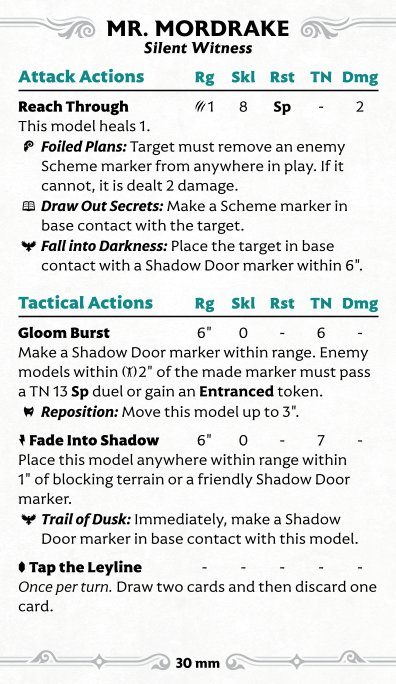 MR. MORDRAKE
Silent Witness
Attack Actions Rg Skl Rst TN Dmg
Reach Through 1 8 Sp - 2
This model heals 1.
Foiled Plans: Target must remove an enemy
Scheme marker from anywhere in play. If it
cannot, it is dealt 2 damage.
Draw Out Secrets: Make a Scheme marker in
base contact with the target.
Fall into Darkness: Place the target in base
contact with a Shadow Door marker within 6".
Tactical Actions Rg Skl Rst TN Dmg
Gloom Burst 6" 0 - 6 -
Make a Shadow Door marker within range. Enemy
models within 2" of the made marker must pass
a TN 13 Sp duel or gain an Entranced token.
Reposition: Move this model up to 3".
Fade Into Shadow 6" 0 - 7 -
Place this model anywhere within range within
1" of blocking terrain or a friendly Shadow Door
marker.
Trail of Dusk: Immediately, make a Shadow
Door marker in base contact with this model.
Tap the Leyline - - - - -
Once per turn. Draw two cards and then discard one
card.
30 mm